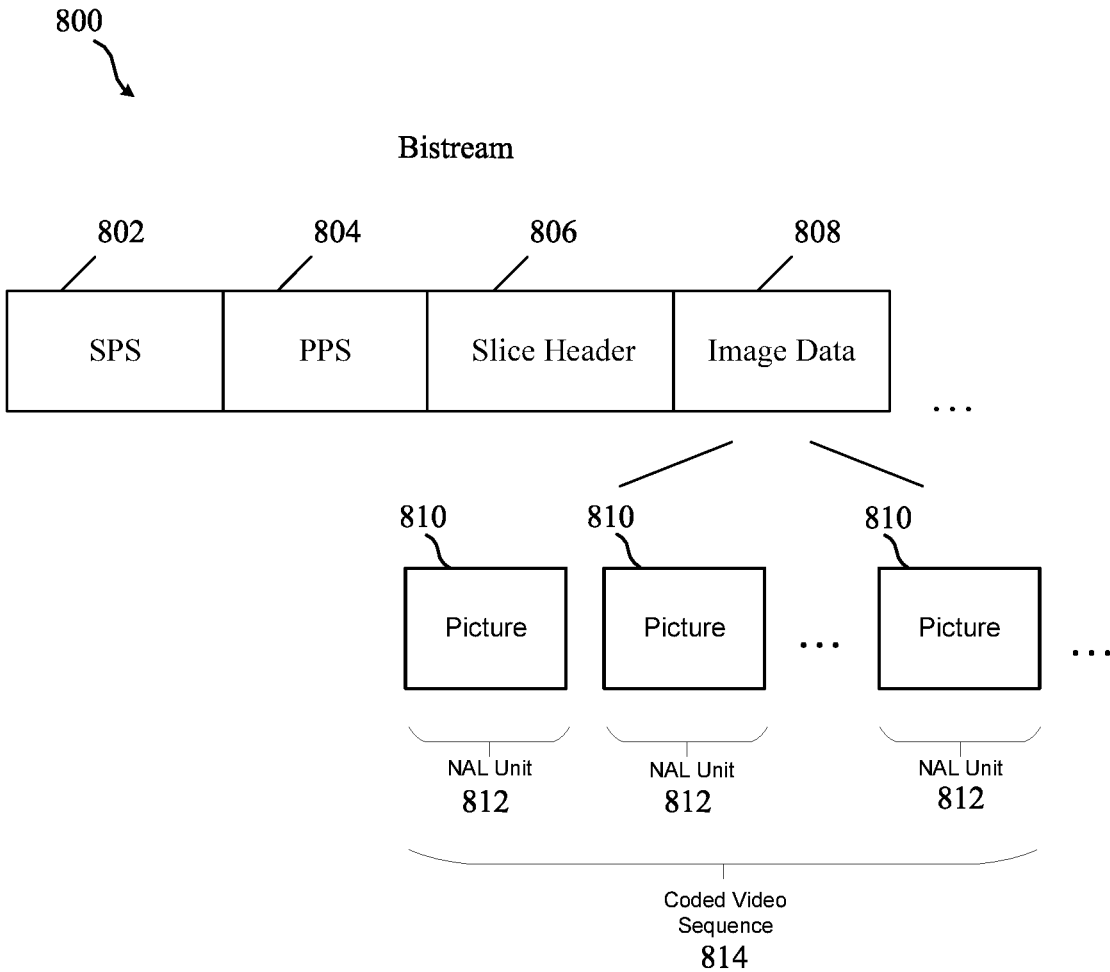 800
Bistream
802 804 806 808
SPS PPS Slice Header Image Data ...
810 810 810
Picture Picture ... Picture ...
NAL Unit NAL Unit NAL Unit
812 812 812
Coded Video
Sequence
814